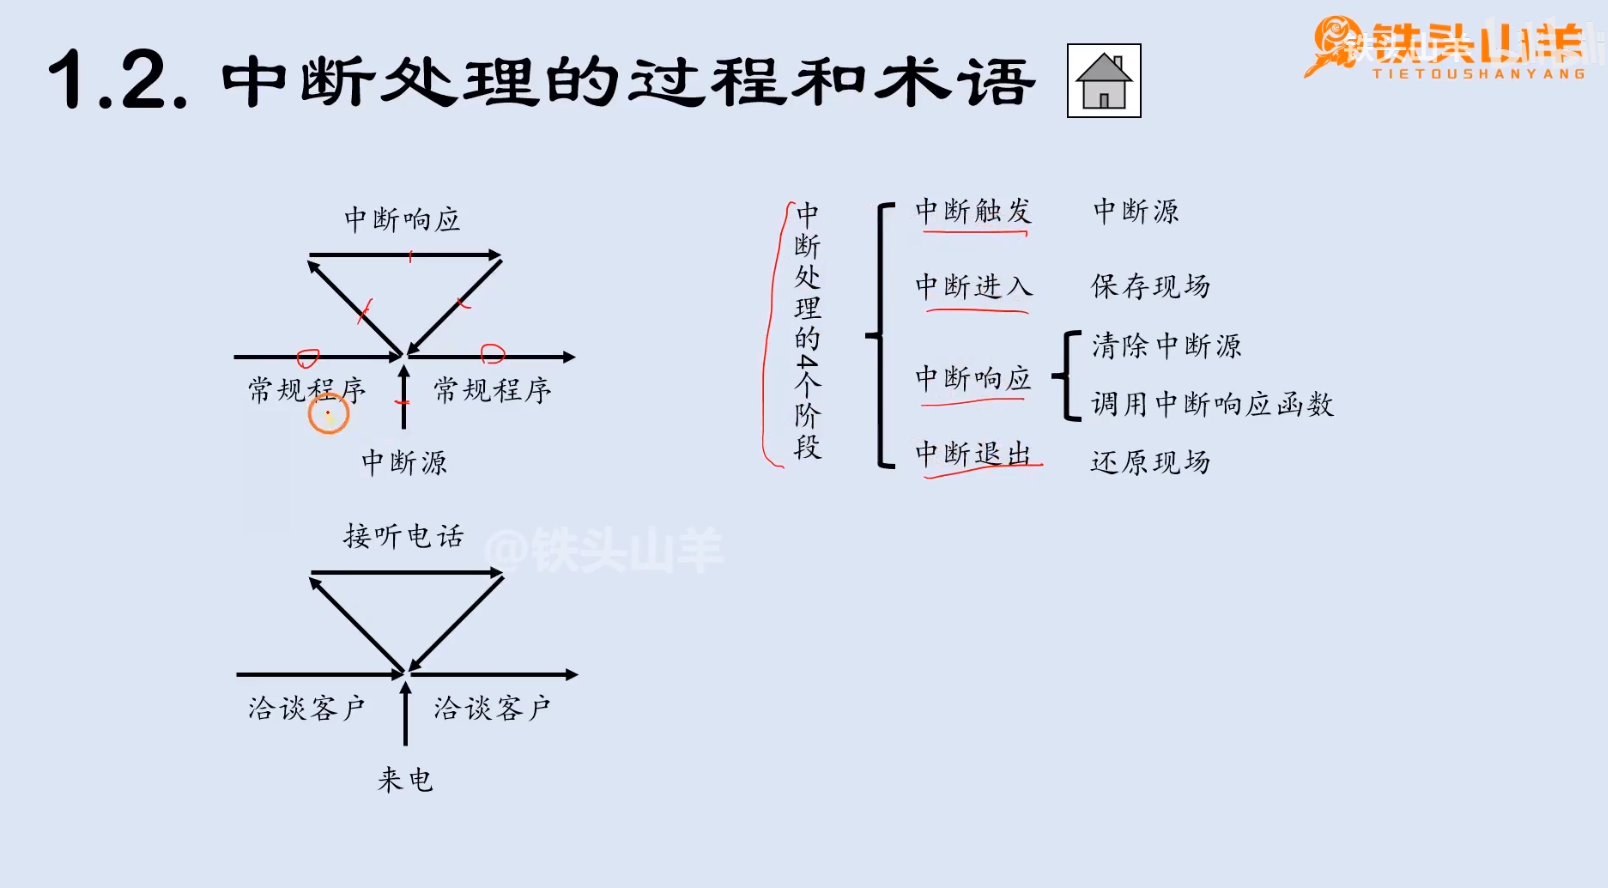 1.2. 中断处理的过程和术语
铁头山羊
TIETOUSHANYANG
中断响应
常规程序
常规程序
中断源
接听电话
洽谈客户
洽谈客户
来电
@铁头山羊
中断处理的4个阶段
中断触发 中断源
中断进入 保存现场
中断响应
清除中断源
调用中断响应函数
中断退出 还原现场